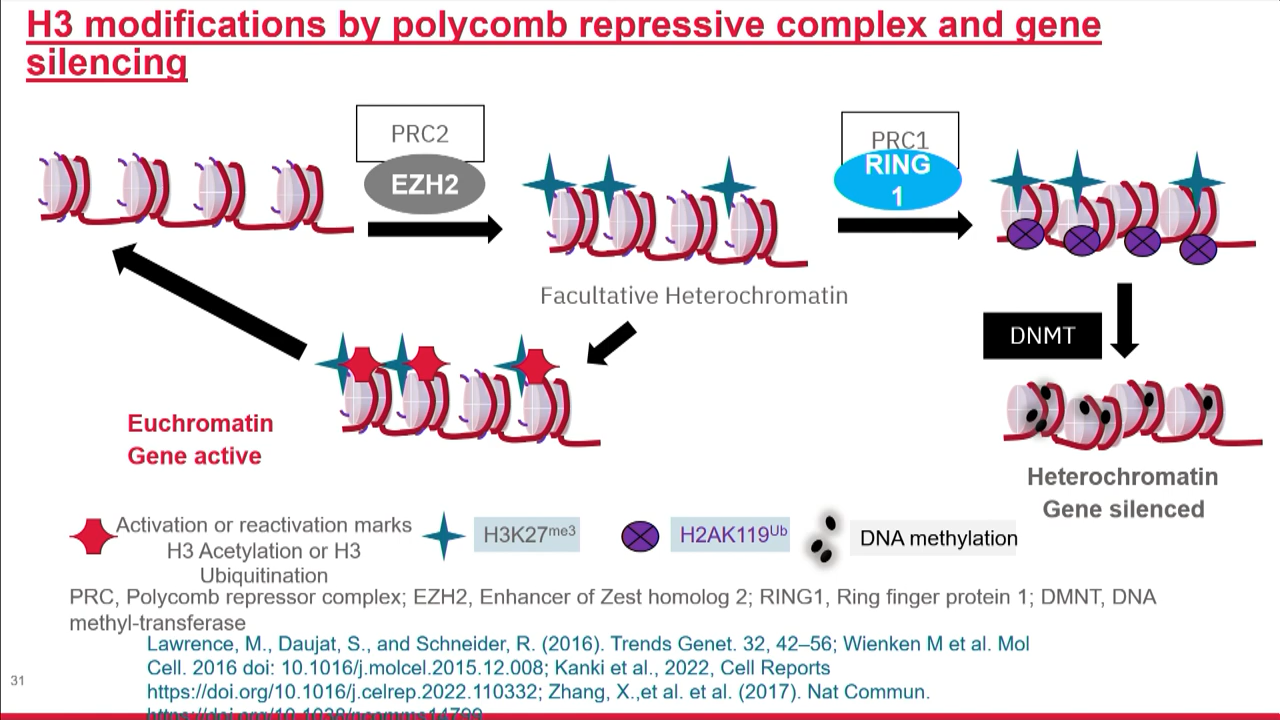 H3 modifications by polycomb repressive complex and gene
silencing
PRC2
EZH2
PRC1
RING
1
Facultative Heterochromatin
DNMT
Euchromatin
Gene active
Heterochromatin
Gene silenced
Activation or reactivation marks
H3 Acetylation or H3
Ubiquitination
H3K27me3
H2AK119Ub
DNA methylation
PRC, Polycomb repressor complex; EZH2, Enhancer of Zest homolog 2; RING1, Ring finger protein 1; DMNT, DNA
methyl-transferase
Lawrence, M., Daujat, S., and Schneider, R. (2016). Trends Genet. 32, 42–56; Wienken M et al. Mol
Cell. 2016 doi: 10.1016/j.molcel.2015.12.008; Kanki et al., 2022, Cell Reports
https://doi.org/10.1016/j.celrep.2022.110332; Zhang, X.,et al. et al. (2017). Nat Commun.
31